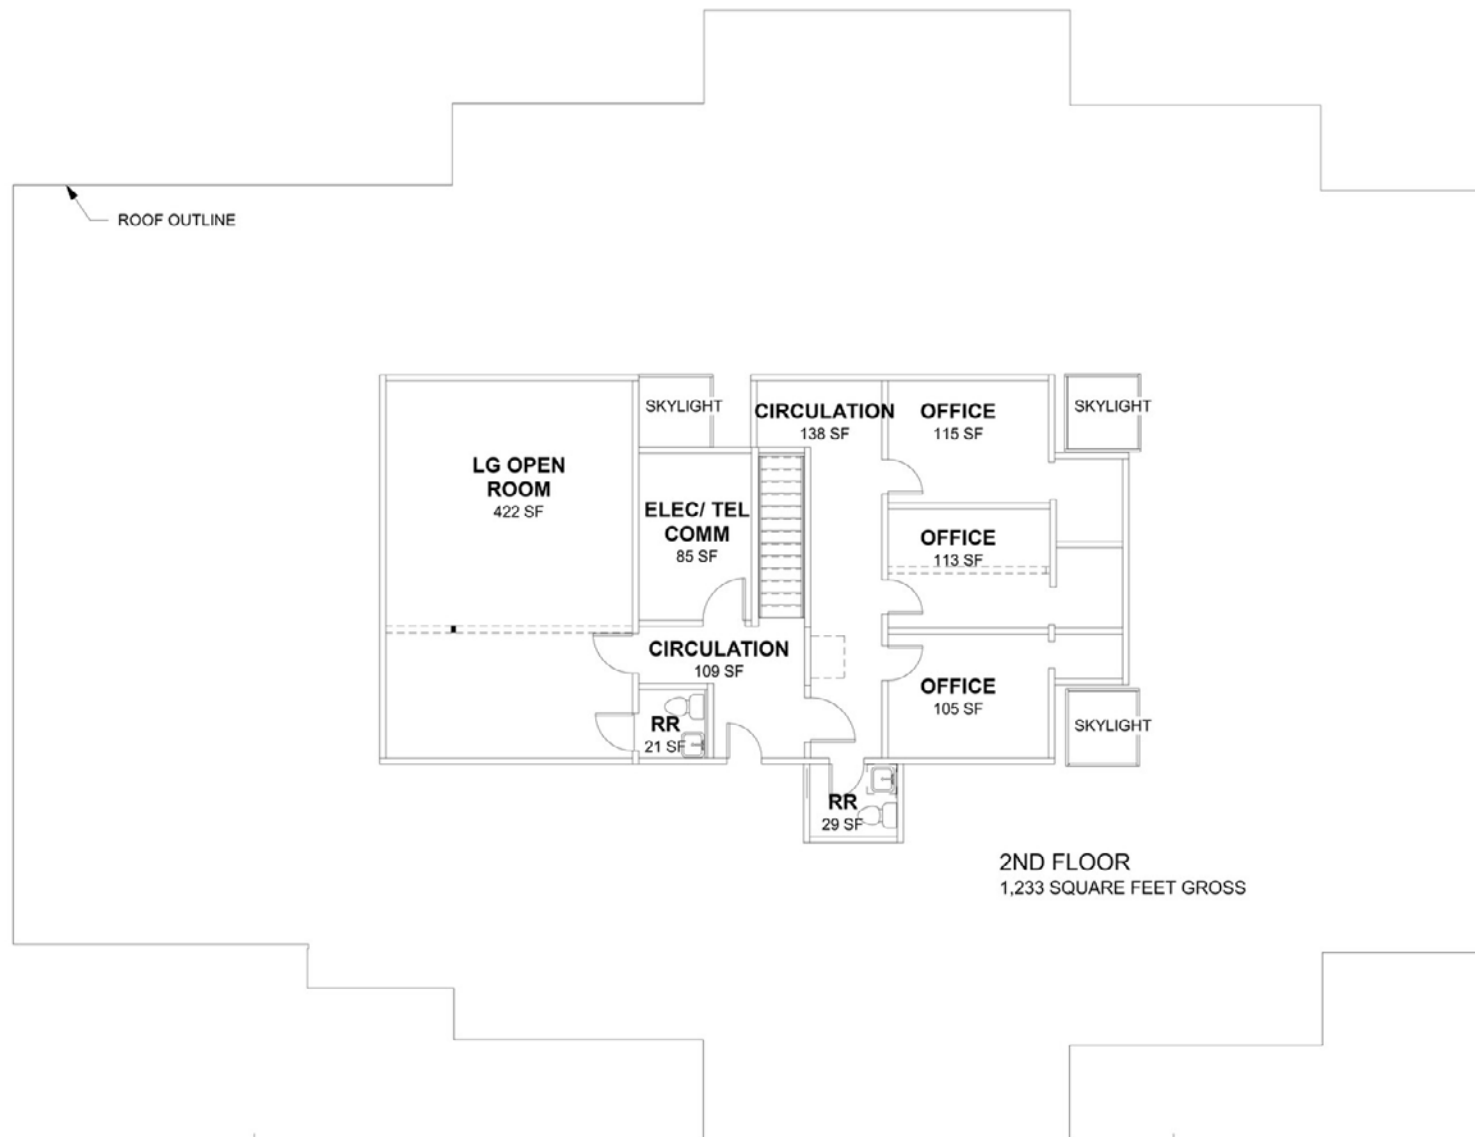 ROOF OUTLINE
SKYLIGHT
CIRCULATION
138 SF
OFFICE
115 SF
SKYLIGHT
LG OPEN
ROOM
422 SF
ELEC/ TEL
COMM
85 SF
OFFICE
113 SF
CIRCULATION
109 SF
OFFICE
105 SF
RR
21 SF
SKYLIGHT
RR
29 SF
2ND FLOOR
1,233 SQUARE FEET GROSS